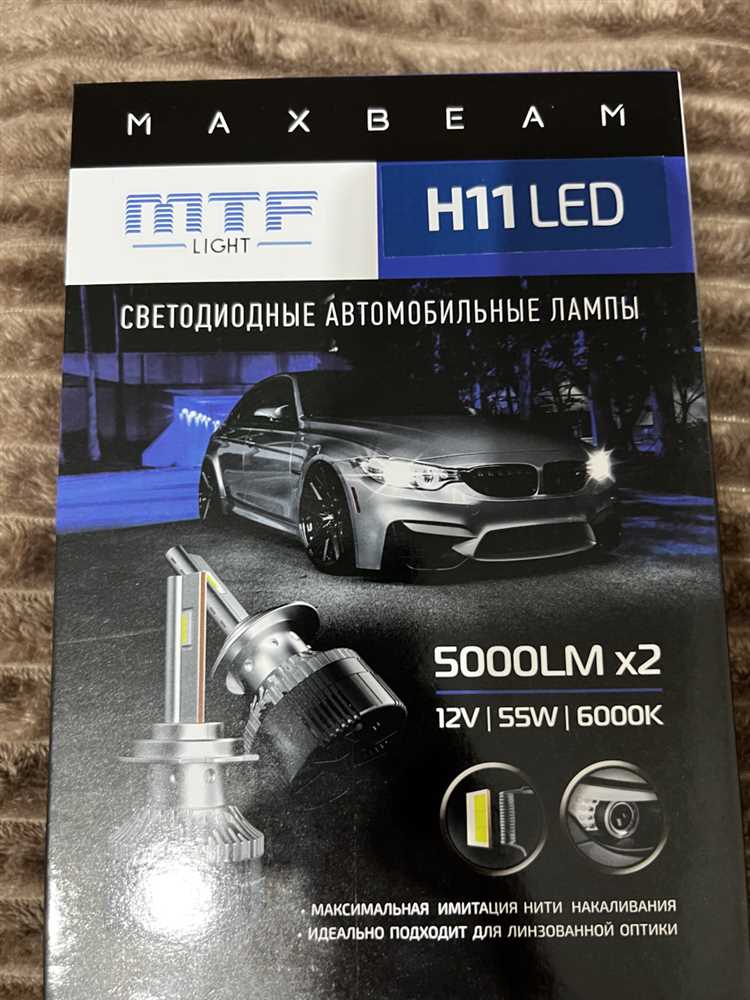 MAXBEAM
MTF
LIGHT
H11 LED
СВЕТОДИОДНЫЕ АВТОМОБИЛЬНЫЕ ЛАМПЫ
5000LM x2
12V | 55W | 6000K
• МАКСИМАЛЬНАЯ ИМИТАЦИЯ НИТИ НАКАЛИВАНИЯ
• ИДЕАЛЬНО ПОДХОДИТ ДЛЯ ЛИНЗОВАННОЙ ОПТИКИ